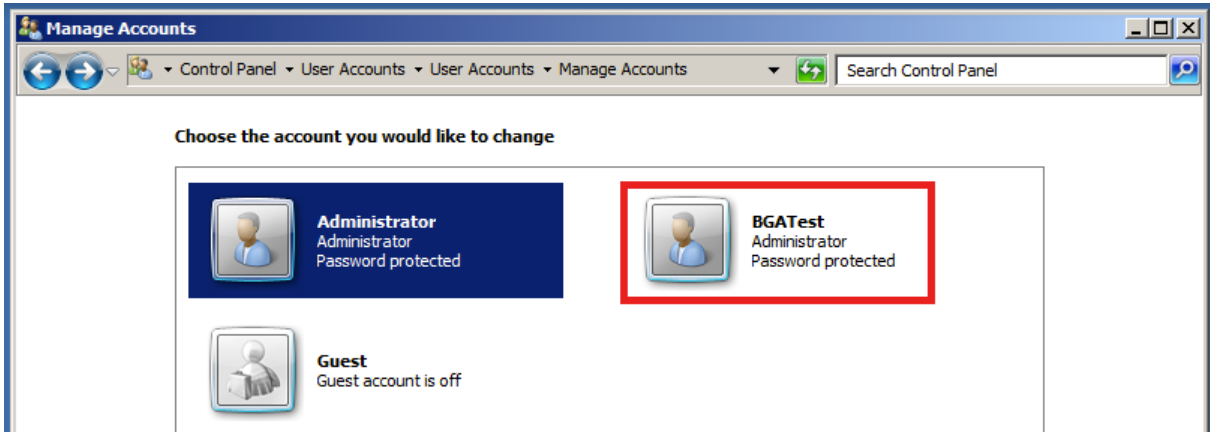 Manage Accounts
Control Panel User Accounts User Accounts Manage Accounts Search Control Panel
Choose the account you would like to change
Administrator
Administrator
Password protected
BGATest
Administrator
Password protected
Guest
Guest account is off